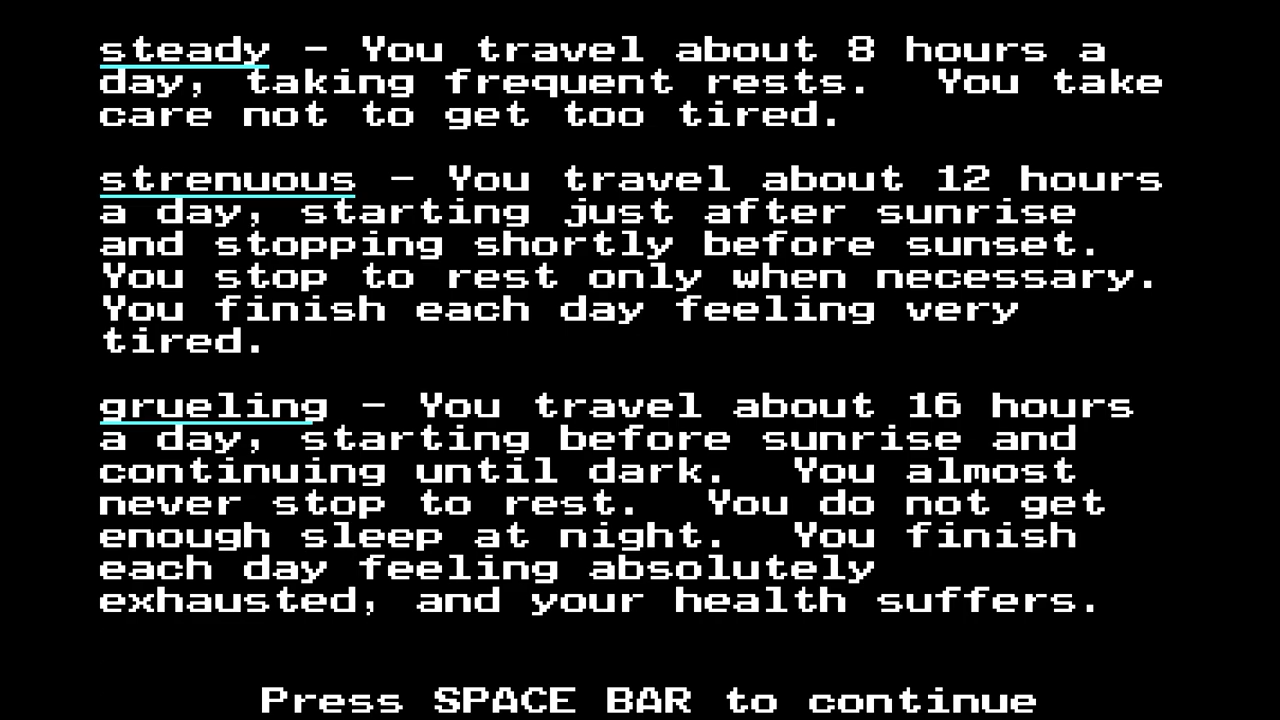 steady - You travel about 8 hours a
day, taking frequent rests.  You take
care not to get too tired.
strenuous - You travel about 12 hours
a day, starting just after sunrise
and stopping shortly before sunset.
You stop to rest only when necessary.
You finish each day feeling very
tired.
grueling - You travel about 16 hours
a day, starting before sunrise and
continuing until dark.  You almost
never stop to rest.  You do not get
enough sleep at night.  You finish
each day feeling absolutely
exhausted, and your health suffers.
Press SPACE BAR to continue